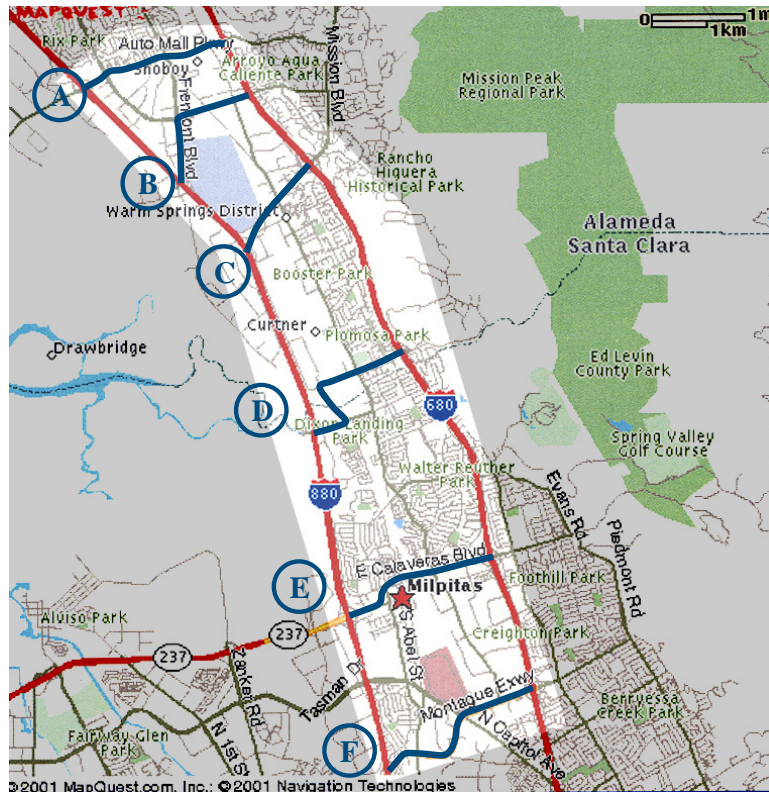 MAPQUEST
0 1m
1km
Rix Park
Auto Mall Pkwy
Snoboy
Arroyo Agua
Caliente Park
Mission Blvd
Mission Peak
Regional Park
A
Fremont Blvd
B
Rancho
Higuera
Historical Park
Warm Springs District
Alameda
Santa Clara
C
Booster Park
Curtner
Plomosa Park
Drawbridge
Ed Levin
County Park
D
Dixon Landing
Park
680
Spring Valley
Golf Course
Walter Reuther
Park
880
Evans Rd
Piedmont Rd
E Calaveras Blvd
E
Milpitas
Foothill Park
Alviso Park
237
237
S Abel St
Creighton Park
Zanker Rd
Tasman Dr
Montague Exwy
Berryessa
Creek Park
Fairway Glen
Park
N 1st St
N Capitol Ave
F
©2001 MapQuest.com, Inc.; ©2001 Navigation Technologies